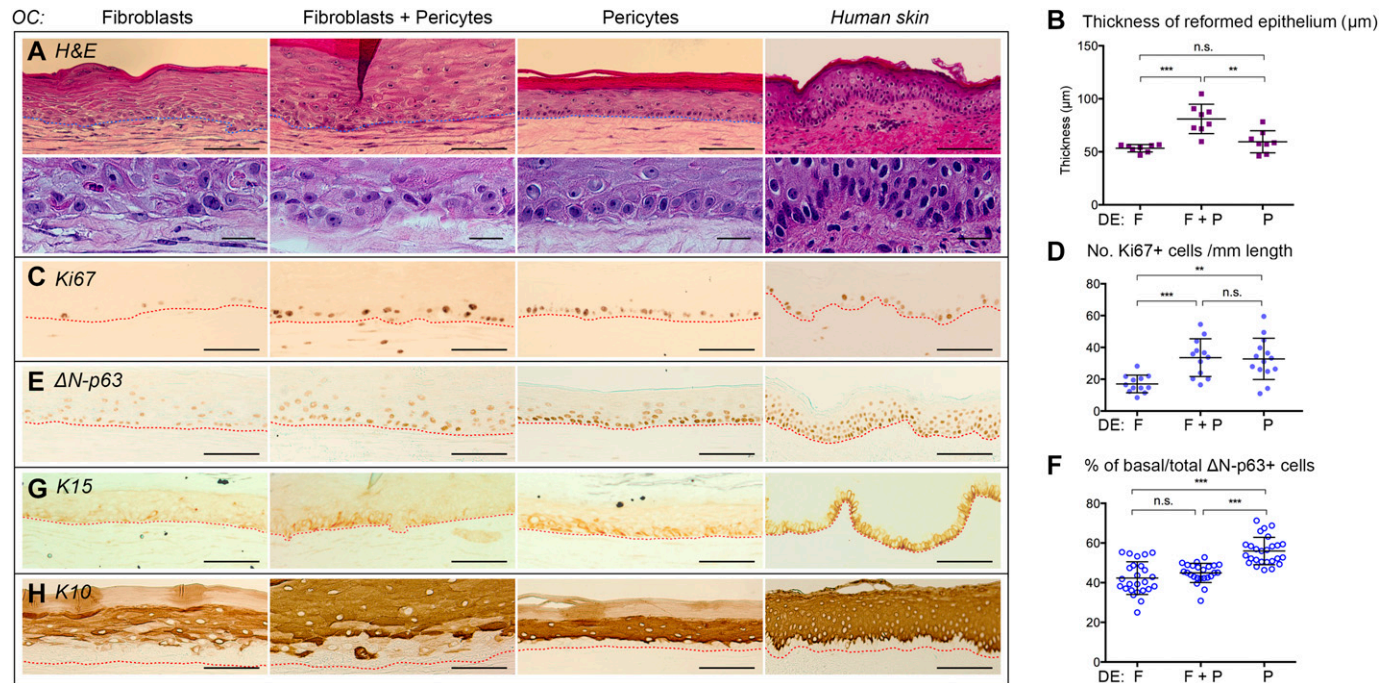 OC: Fibroblasts Fibroblasts + Pericytes Pericytes Human skin
A H&E
C Ki67
E ΔN-p63
G K15
H K10
B Thickness of reformed epithelium (µm)
n.s.
*** **
150
100
50
0
Thickness (µm)
DE: F F + P P
D No. Ki67+ cells /mm length
**
*** n.s.
80
60
40
20
0
DE: F F + P P
F % of basal/total ΔN-p63+ cells
***
n.s. ***
80
60
40
20
0
DE: F F + P P